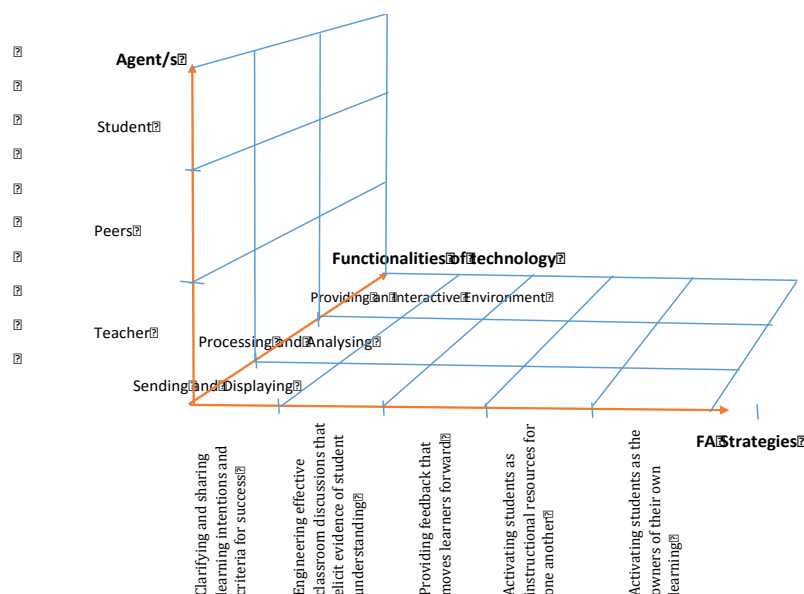 Agent/s
Student
Peers
Functionalities of technology
Providing an Interactive Environment
Teacher
Processing and Analysing
Sending and Displaying
FA Strategies
Clarifying and sharing
learning intentions and
criteria for success
Engineering effective
classroom discussions that
elicit evidence of student
understanding
Providing feedback that
moves learners forward
Activating students as
instructional resources for
one another
Activating students as the
owners of their own
learning